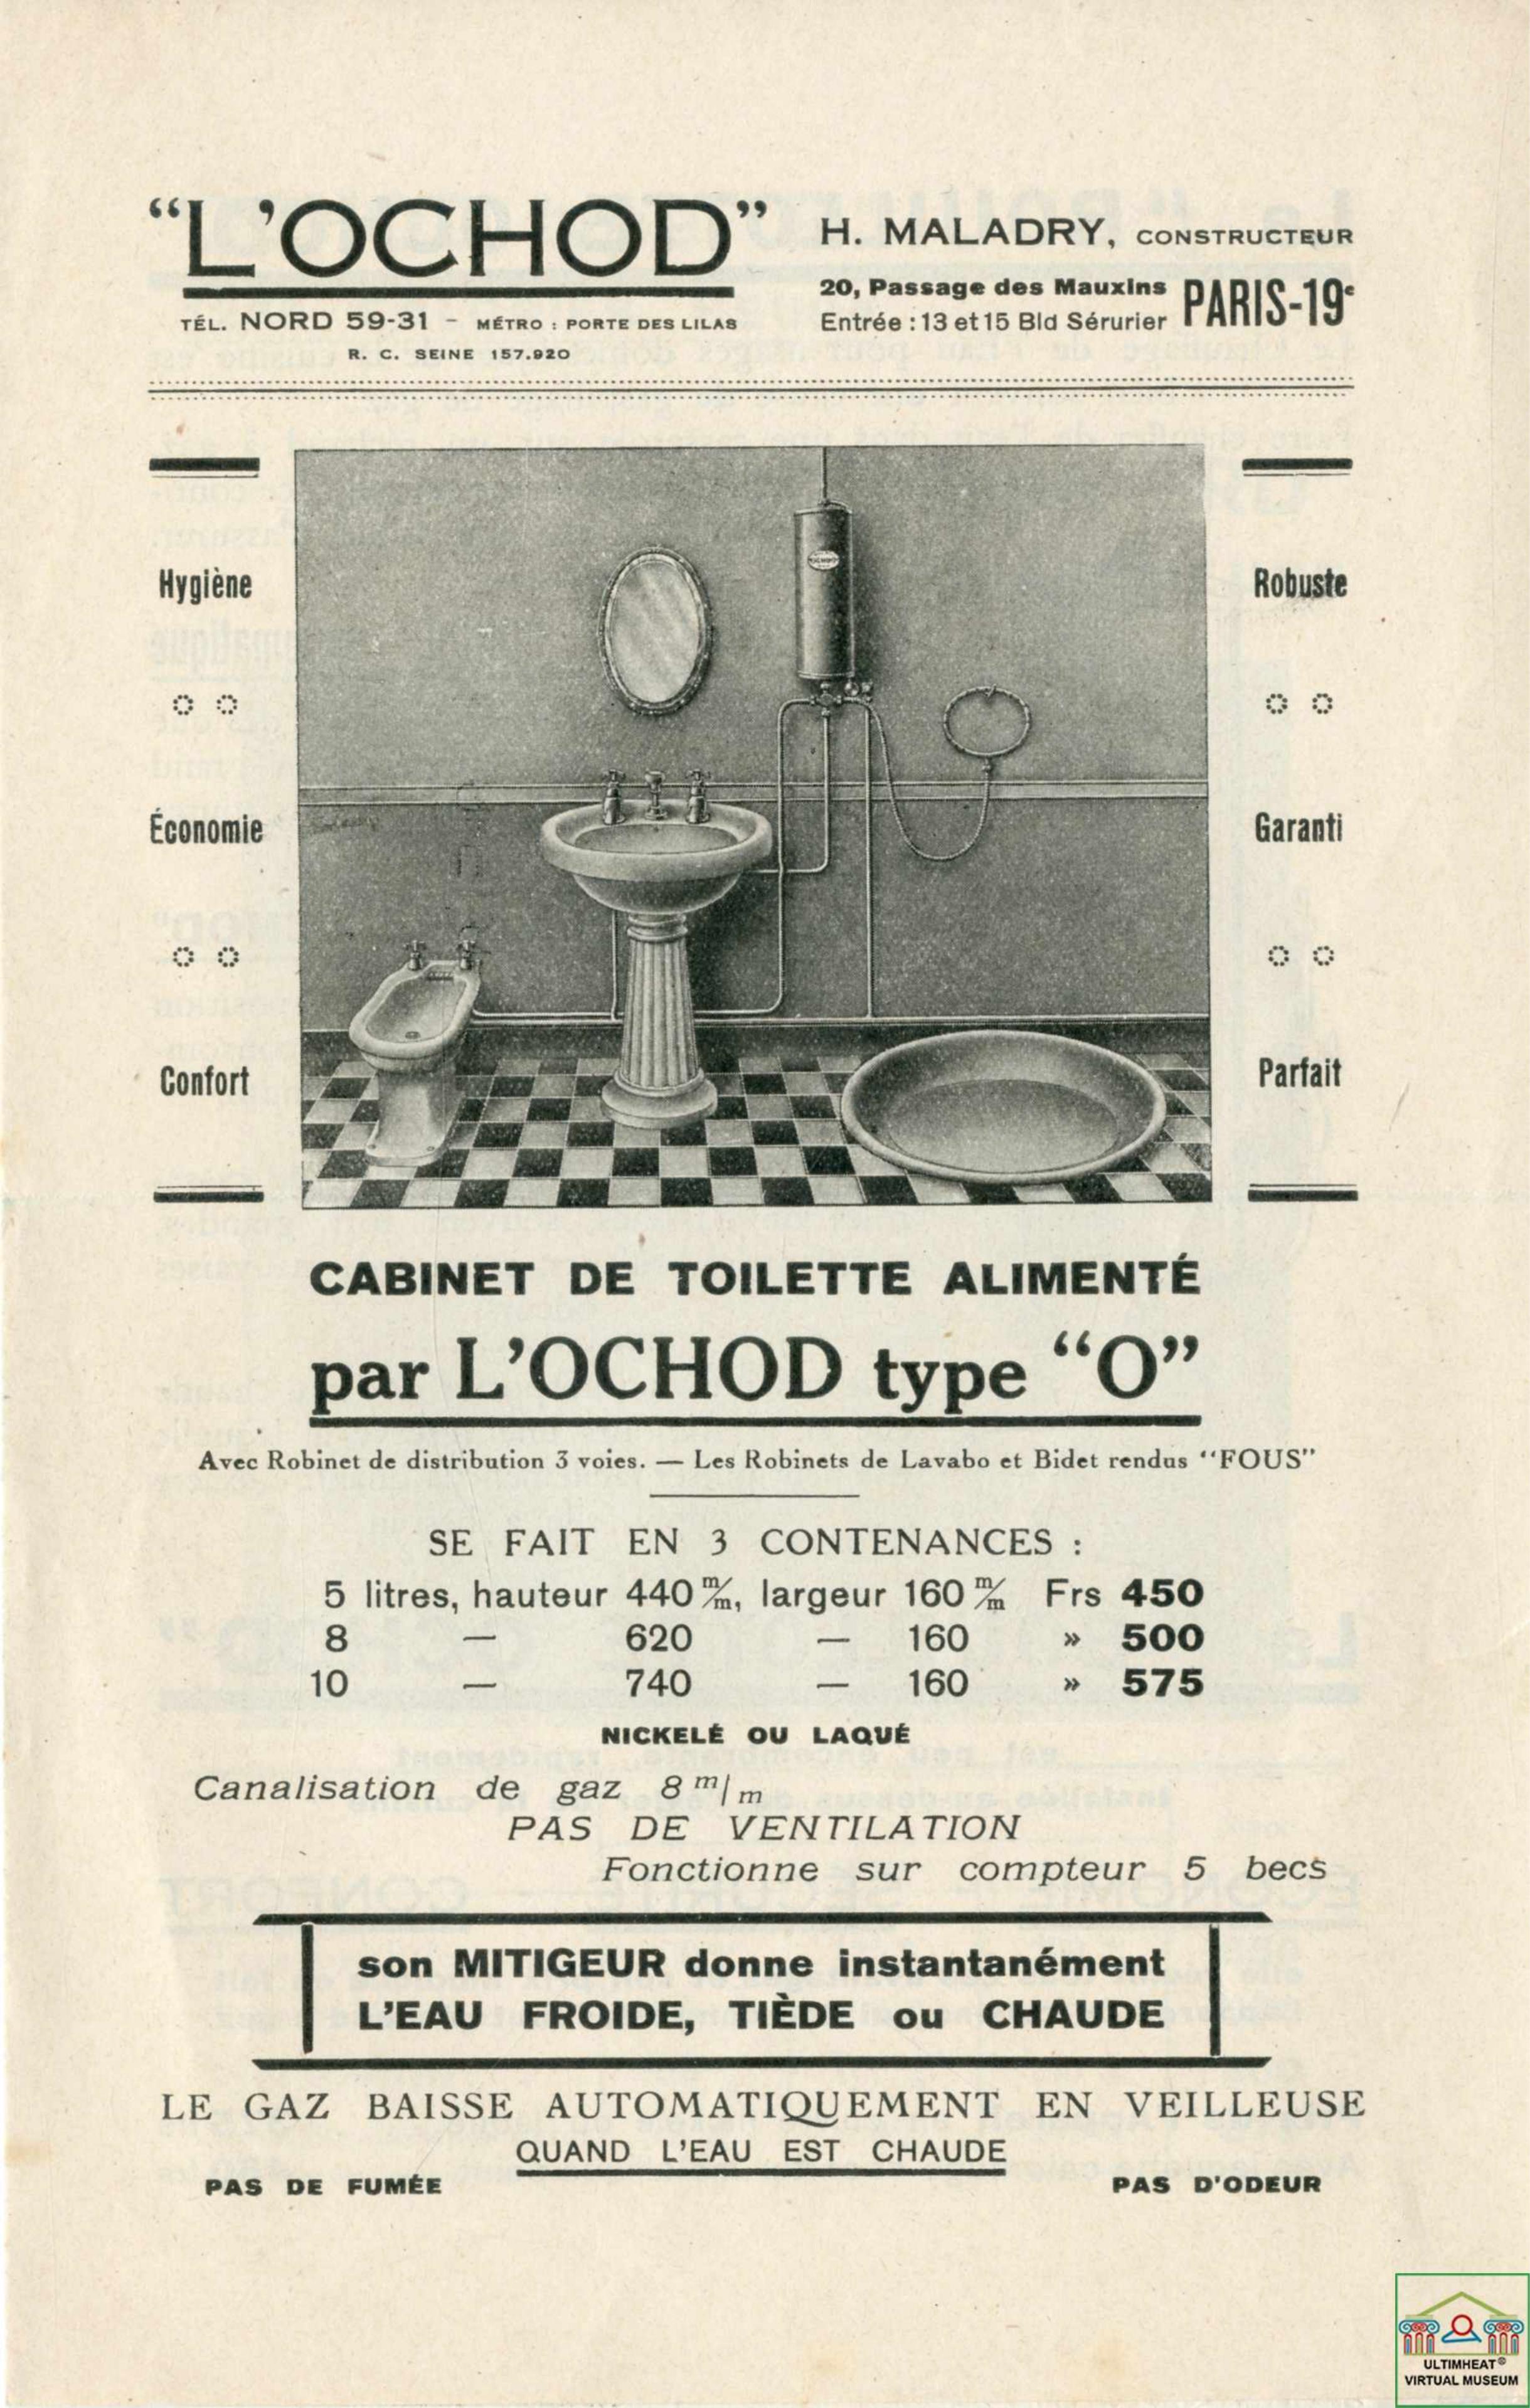 “L'OCHOD”
TÉL. NORD 59-31 - MÉTRO : PORTE DES LILAS
R. C. SEINE 157.920
H. MALADRY, CONSTRUCTEUR
20, Passage des Mauxins
Entrée : 13 et 15 Bld Sérurier
PARIS-19e
Hygiène
Économie
Confort
Robuste
Garanti
Parfait
CABINET DE TOILETTE ALIMENTÉ
par L'OCHOD type “O”
Avec Robinet de distribution 3 voies. — Les Robinets de Lavabo et Bidet rendus “FOUS”
SE FAIT EN 3 CONTENANCES :
5 litres, hauteur 440 m/m, largeur 160 m/m Frs 450
8 — 620 — 160 » 500
10 — 740 — 160 » 575
NICKELÉ OU LAQUÉ
Canalisation de gaz 8 m/m
PAS DE VENTILATION
Fonctionne sur compteur 5 becs
son MITIGEUR donne instantanément
L'EAU FROIDE, TIÈDE ou CHAUDE
LE GAZ BAISSE AUTOMATIQUEMENT EN VEILLEUSE
QUAND L'EAU EST CHAUDE
PAS DE FUMÉE
PAS D'ODEUR
ULTIMHEAT®
VIRTUAL MUSEUM